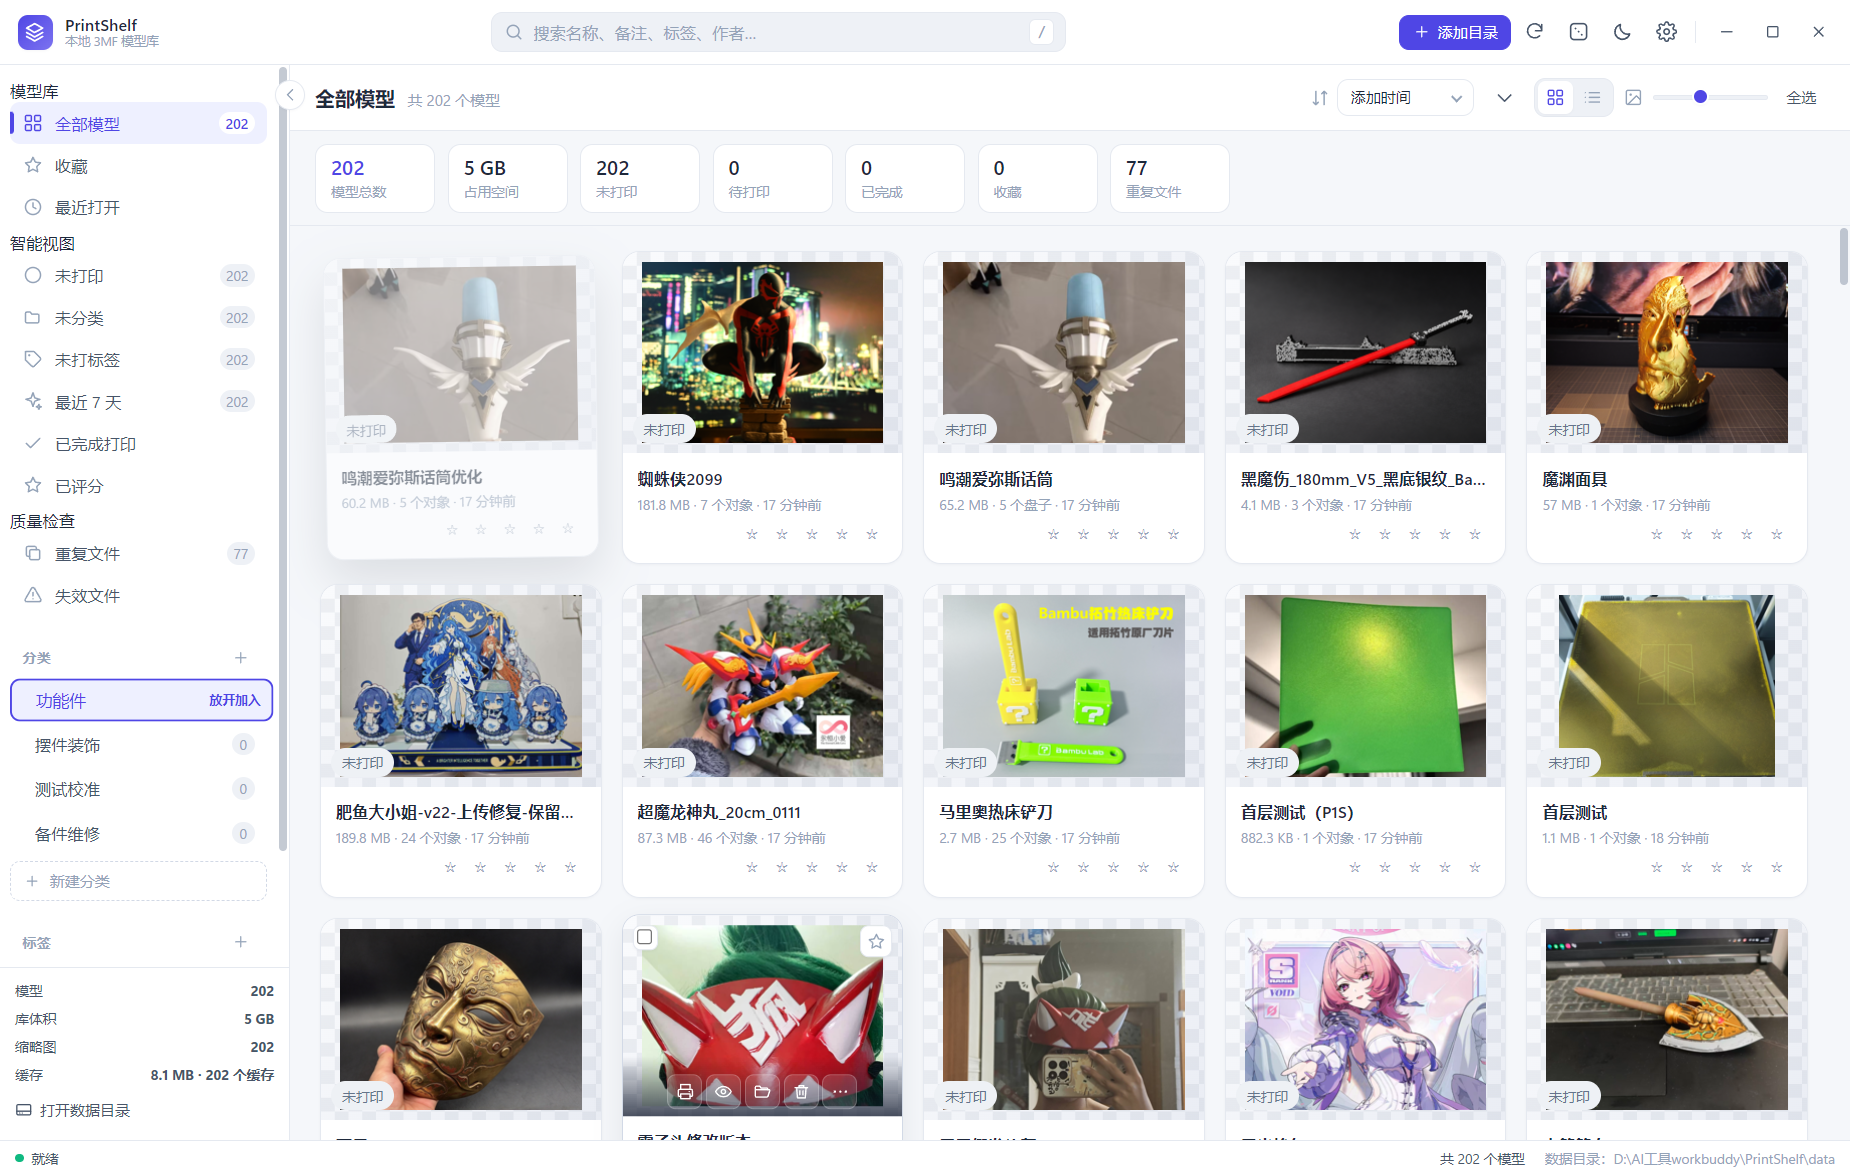 PrintShelf
本地 3MF 模型库
搜索名称、备注、标签、作者...
/
添加目录
模型库
全部模型 202
收藏
最近打开
智能视图
未打印 202
未分类 202
未打标签 202
最近 7 天 202
已完成打印
已评分
质量检查
重复文件 77
失效文件
分类
功能件 放开加入
摆件装饰 0
测试校准 0
备件维修 0
新建分类
标签
模型 202
库体积 5 GB
缩略图 202
缓存 8.1 MB · 202 个缓存
打开数据目录
就绪
全部模型 共 202 个模型
添加时间
全选
202
模型总数
5 GB
占用空间
202
未打印
0
待打印
0
已完成
0
收藏
77
重复文件
未打印
鸣潮爱弥斯话筒优化
60.2 MB · 5 个对象 · 17 分钟前
未打印
蜘蛛侠2099
181.8 MB · 7 个对象 · 17 分钟前
未打印
鸣潮爱弥斯话筒
65.2 MB · 5 个盘子 · 17 分钟前
未打印
黑魔伤_180mm_V5_黑底银纹_Ba...
4.1 MB · 3 个对象 · 17 分钟前
未打印
魔渊面具
57 MB · 1 个对象 · 17 分钟前
未打印
肥鱼大小姐-v22-上传修复-保留...
189.8 MB · 24 个对象 · 17 分钟前
未打印
超魔龙神丸_20cm_0111
87.3 MB · 46 个对象 · 17 分钟前
Bambu拓竹热床铲刀
适用拓竹原厂刀片
Bambu Lab
未打印
马里奥热床铲刀
2.7 MB · 25 个对象 · 17 分钟前
未打印
首层测试（P1S）
882.3 KB · 1 个对象 · 17 分钟前
未打印
首层测试
1.1 MB · 1 个对象 · 18 分钟前
未打印
未打印
S
RANK
VOID
未打印
未打印
共 202 个模型
数据目录：D:\AI工具workbuddy\PrintShelf\data